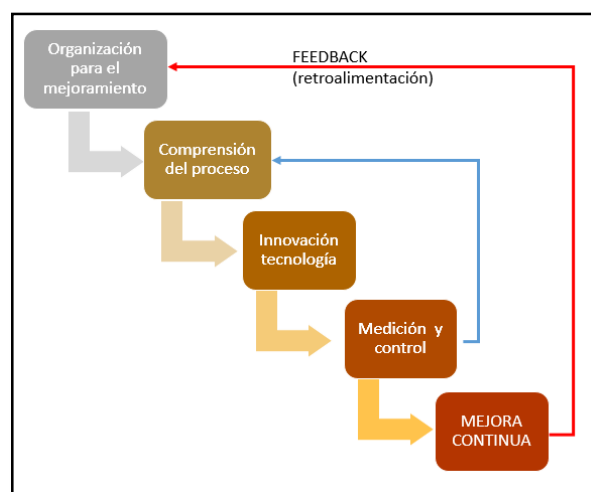 Organización
para el
mejoramiento
FEEDBACK
(retroalimentación)
Comprensión
del proceso
Innovación
tecnología
Medición y
control
MEJORA
CONTINUA